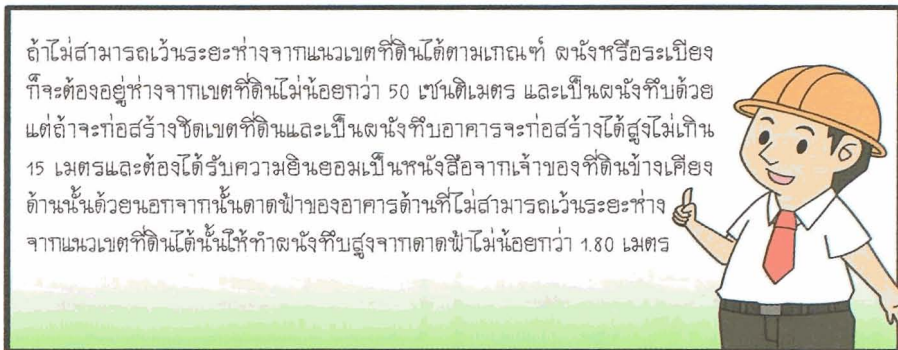 ถ้าไม่สามารถเว้นระยะห่างจากแนวเขตที่ดินได้ตามเกณฑ์ ผนังหรือระเบียง
ก็จะต้องอยู่ห่างจากเขตที่ดินไม่น้อยกว่า 50 เซนติเมตร และเป็นผนังทึบด้วย
แต่ถ้าจะก่อสร้างชิดเขตที่ดินและเป็นผนังทึบอาคารจะก่อสร้างได้สูงไม่เกิน
15 เมตรและต้องได้รับความยินยอมเป็นหนังสือจากเจ้าของที่ดินข้างเคียง
ด้านนั้นด้วยนอกจากนั้นดาดฟ้าของอาคารด้านที่ไม่สามารถเว้นระยะห่าง
จากแนวเขตที่ดินได้นั้นให้ทำผนังทึบสูงจากดาดฟ้าไม่น้อยกว่า 1.80 เมตร